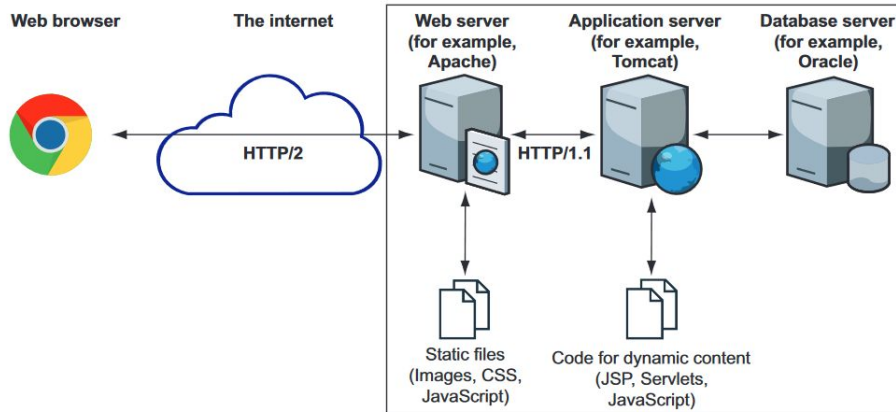 Web browser
The internet
Web server
(for example,
Apache)
Application server
(for example,
Tomcat)
Database server
(for example,
Oracle)
HTTP/2
HTTP/1.1
Static files
(Images, CSS,
JavaScript)
Code for dynamic content
(JSP, Servlets,
JavaScript)